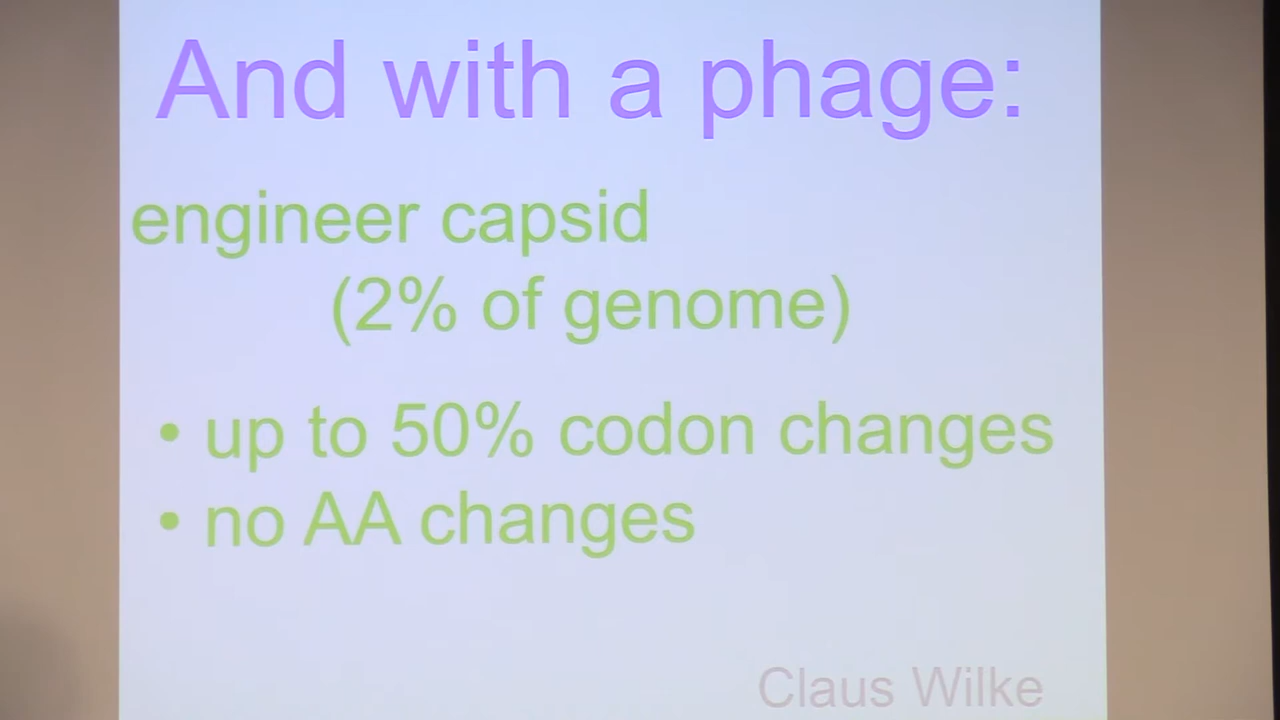 And with a phage:
engineer capsid
(2% of genome)
• up to 50% codon changes
• no AA changes
Claus Wilke